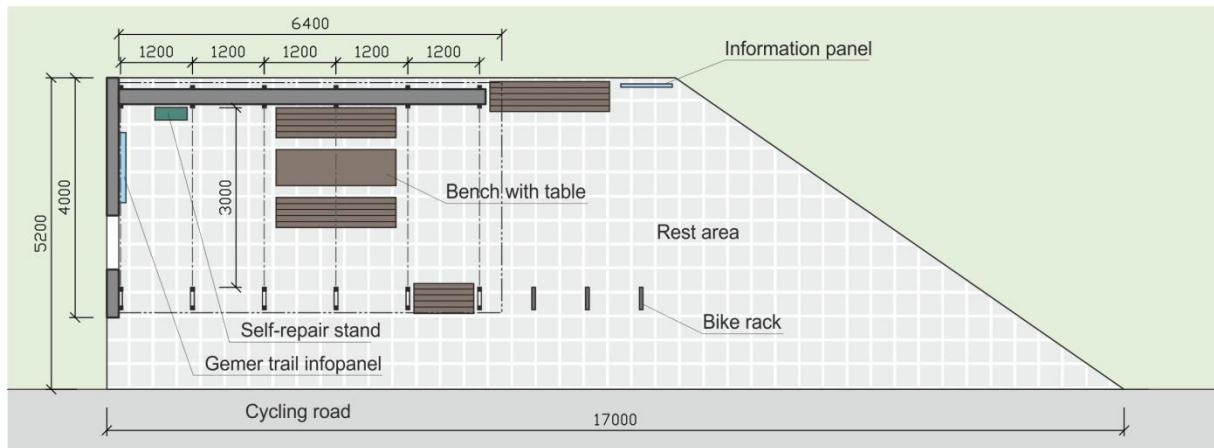 6400
1200 1200 1200 1200 1200
Information panel
5200
4000
3000
Bench with table
Rest area
Self-repair stand
Bike rack
Gemer trail infopanel
Cycling road
17000